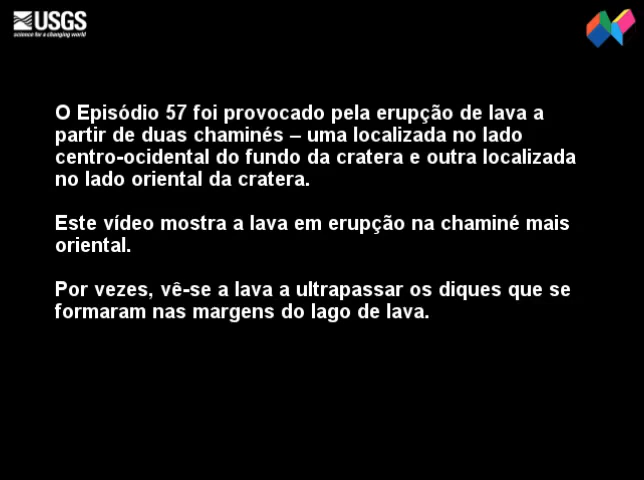 USGS
science for a changing world
O Episódio 57 foi provocado pela erupção de lava a
partir de duas chaminés – uma localizada no lado
centro-ocidental do fundo da cratera e outra localizada
no lado oriental da cratera.
Este vídeo mostra a lava em erupção na chaminé mais
oriental.
Por vezes, vê-se a lava a ultrapassar os diques que se
formaram nas margens do lago de lava.